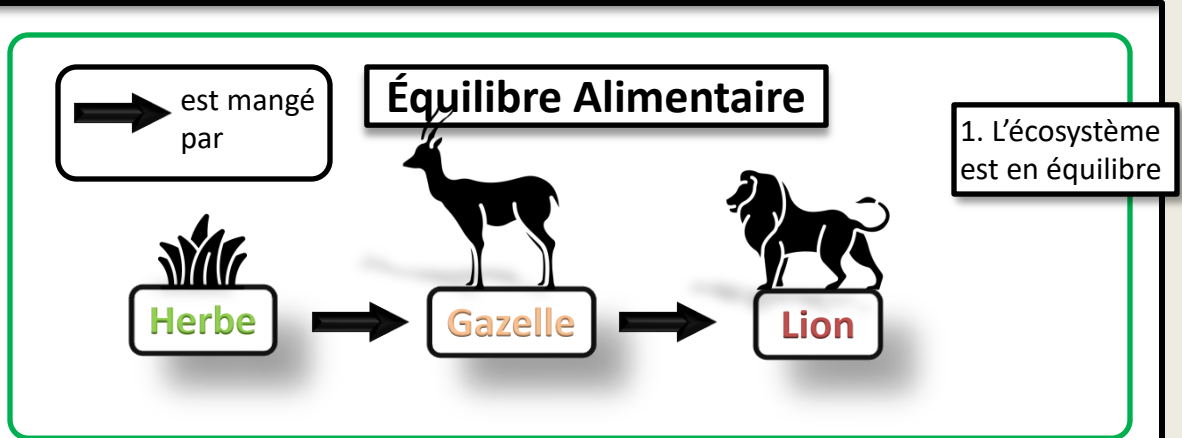 est mangé
par
Équilibre Alimentaire
1. L'écosystème
est en équilibre
Herbe
Gazelle
Lion